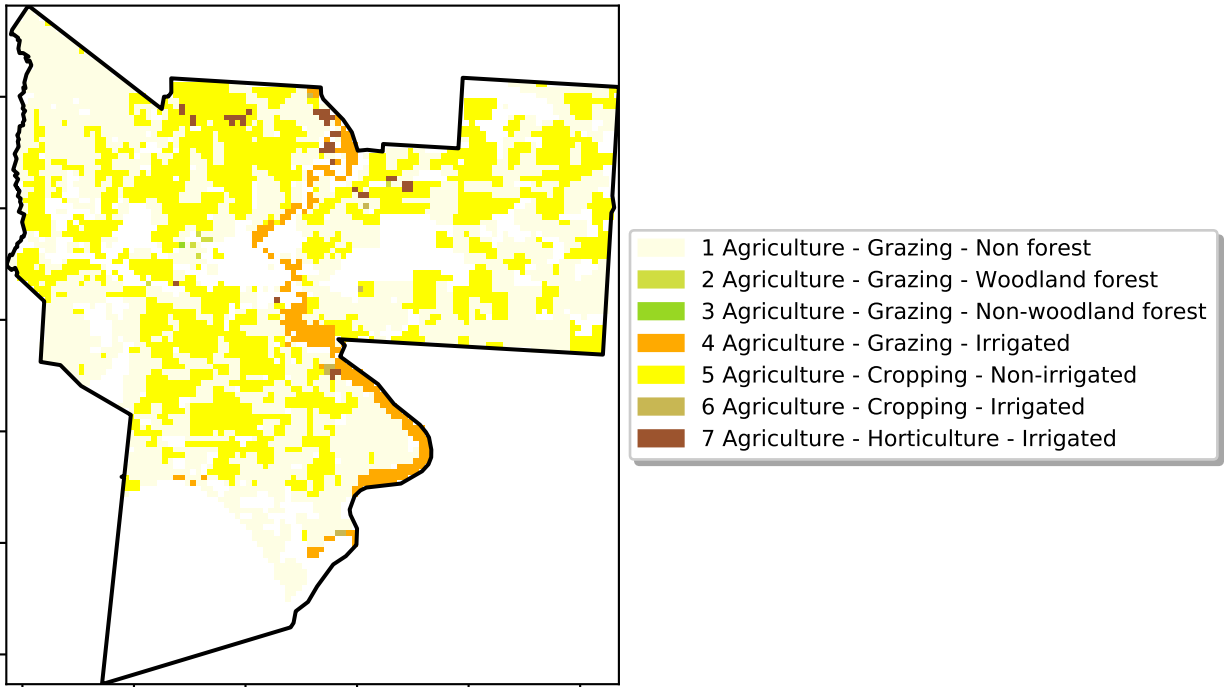 1 Agriculture - Grazing - Non forest
2 Agriculture - Grazing - Woodland forest
3 Agriculture - Grazing - Non-woodland forest
4 Agriculture - Grazing - Irrigated
5 Agriculture - Cropping - Non-irrigated
6 Agriculture - Cropping - Irrigated
7 Agriculture - Horticulture - Irrigated